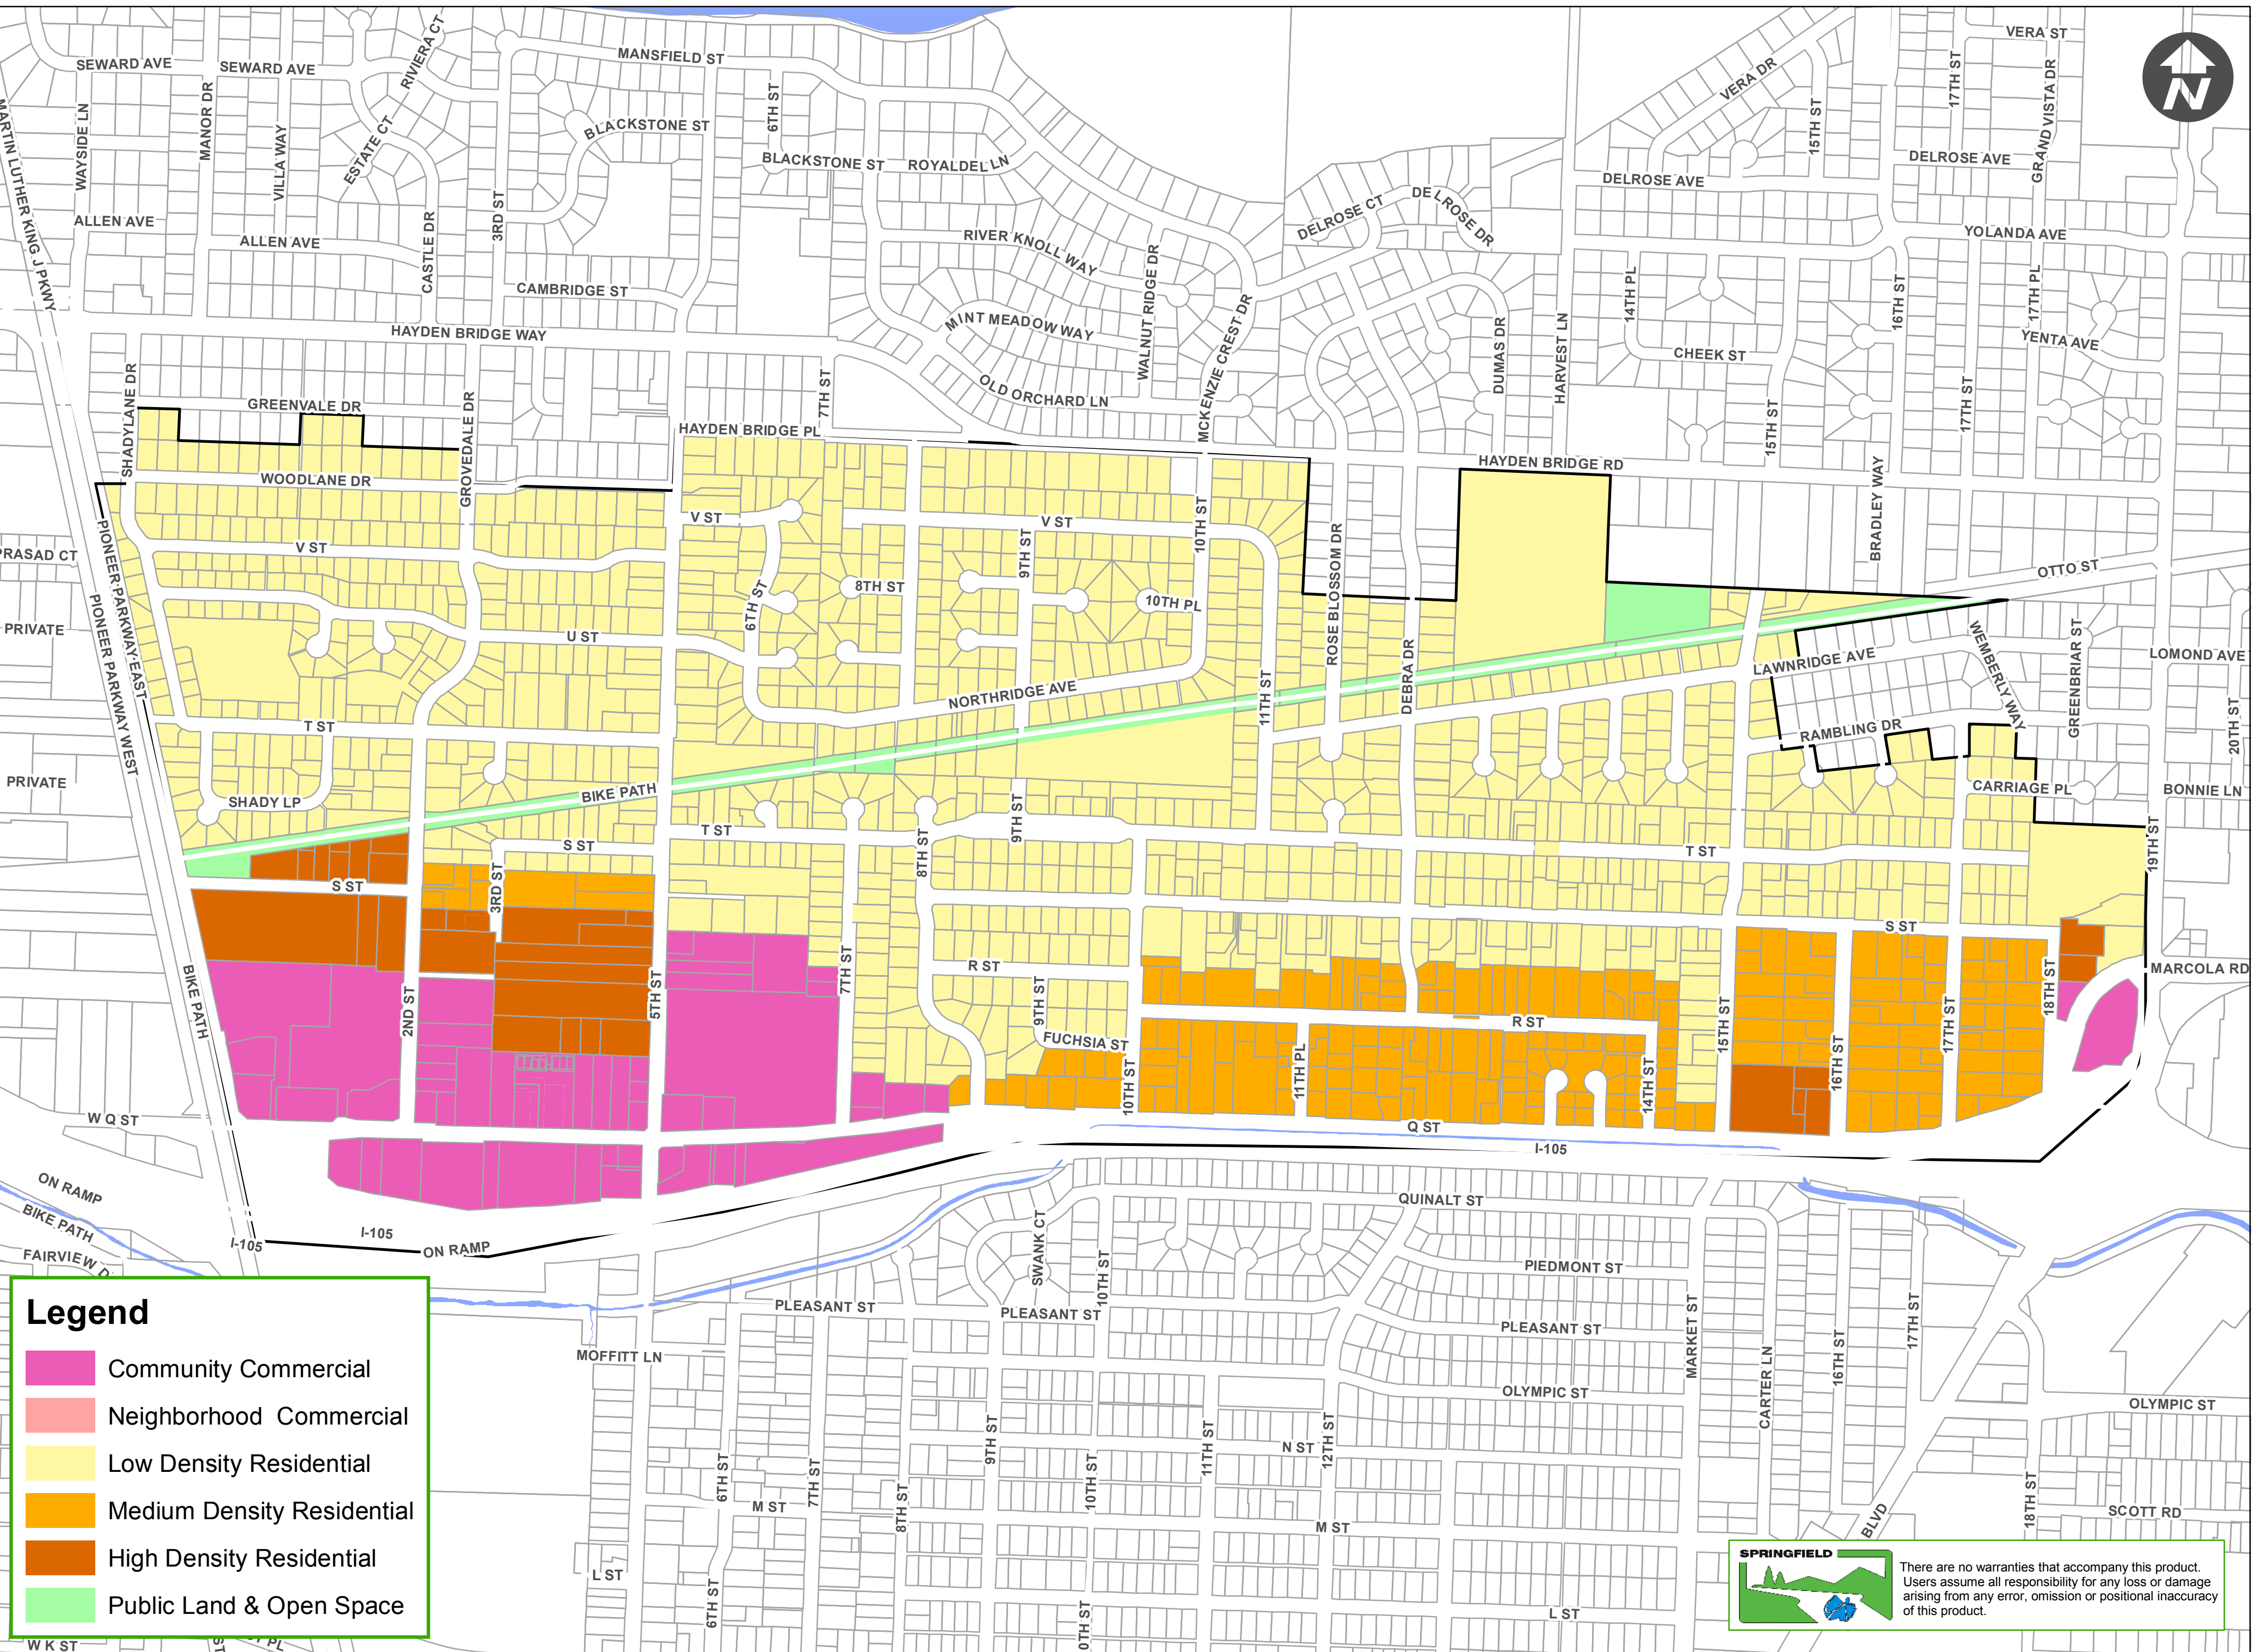 MANSFIELD ST
VERA ST
SEWARD AVE
SEWARD AVE
RIVIERA CT
VERA DR
17TH ST
GRAND VISTA DR
WAYSIDE LN
MANOR DR
VILLA WAY
ESTATE CT
BLACKSTONE ST
6TH ST
15TH ST
BLACKSTONE ST
ROYALDEL LN
DELROSE AVE
DELROSE AVE
MARTIN LUTHER KING J PKWY
ALLEN AVE
ALLEN AVE
CASTLE DR
3RD ST
RIVER KNOLL WAY
DELROSE CT
DELROSE DR
YOLANDA AVE
CAMBRIDGE ST
WALNUT RIDGE DR
14TH PL
16TH ST
17TH PL
HAYDEN BRIDGE WAY
MINT MEADOW WAY
MCKENZIE CREST DR
DUMAS DR
HARVEST LN
CHEEK ST
YENTA AVE
SHADYLANE DR
GREENVALE DR
GROVEDALE DR
7TH ST
OLD ORCHARD LN
15TH ST
17TH ST
HAYDEN BRIDGE PL
HAYDEN BRIDGE RD
WOODLANE DR
BRADLEY WAY
V ST
V ST
V ST
9TH ST
10TH ST
ROSE BLOSSOM DR
PRASAD CT
PIONEER PARKWAY EAST
PIONEER PARKWAY WEST
OTTO ST
6TH ST
8TH ST
10TH PL
PRIVATE
U ST
DEBRA DR
WEMBERLY WAY
GREENBRIAR ST
LAWNRIDGE AVE
LOMOND AVE
NORTHRIDGE AVE
11TH ST
T ST
RAMBLING DR
20TH ST
PRIVATE
SHADY LP
BIKE PATH
CARRIAGE PL
BONNIE LN
T ST
9TH ST
S ST
8TH ST
T ST
19TH ST
S ST
3RD ST
S ST
BIKE PATH
2ND ST
5TH ST
7TH ST
R ST
9TH ST
MARCOLA RD
18TH ST
R ST
15TH ST
17TH ST
FUCHSIA ST
10TH ST
11TH PL
14TH ST
16TH ST
W Q ST
Q ST
I-105
ON RAMP
BIKE PATH
QUINALT ST
I-105
I-105
ON RAMP
FAIRVIEW D
SWANK CT
10TH ST
PIEDMONT ST
PLEASANT ST
PLEASANT ST
PLEASANT ST
MARKET ST
17TH ST
MOFFITT LN
CARTER LN
16TH ST
OLYMPIC ST
OLYMPIC ST
9TH ST
11TH ST
12TH ST
N ST
6TH ST
7TH ST
8TH ST
10TH ST
M ST
M ST
BLVD
18TH ST
SCOTT RD
L ST
6TH ST
0TH ST
L ST
W K ST
PL
Legend
Community Commercial
Neighborhood Commercial
Low Density Residential
Medium Density Residential
High Density Residential
Public Land & Open Space
SPRINGFIELD
There are no warranties that accompany this product.
Users assume all responsibility for any loss or damage
arising from any error, omission or positional inaccuracy
of this product.
N